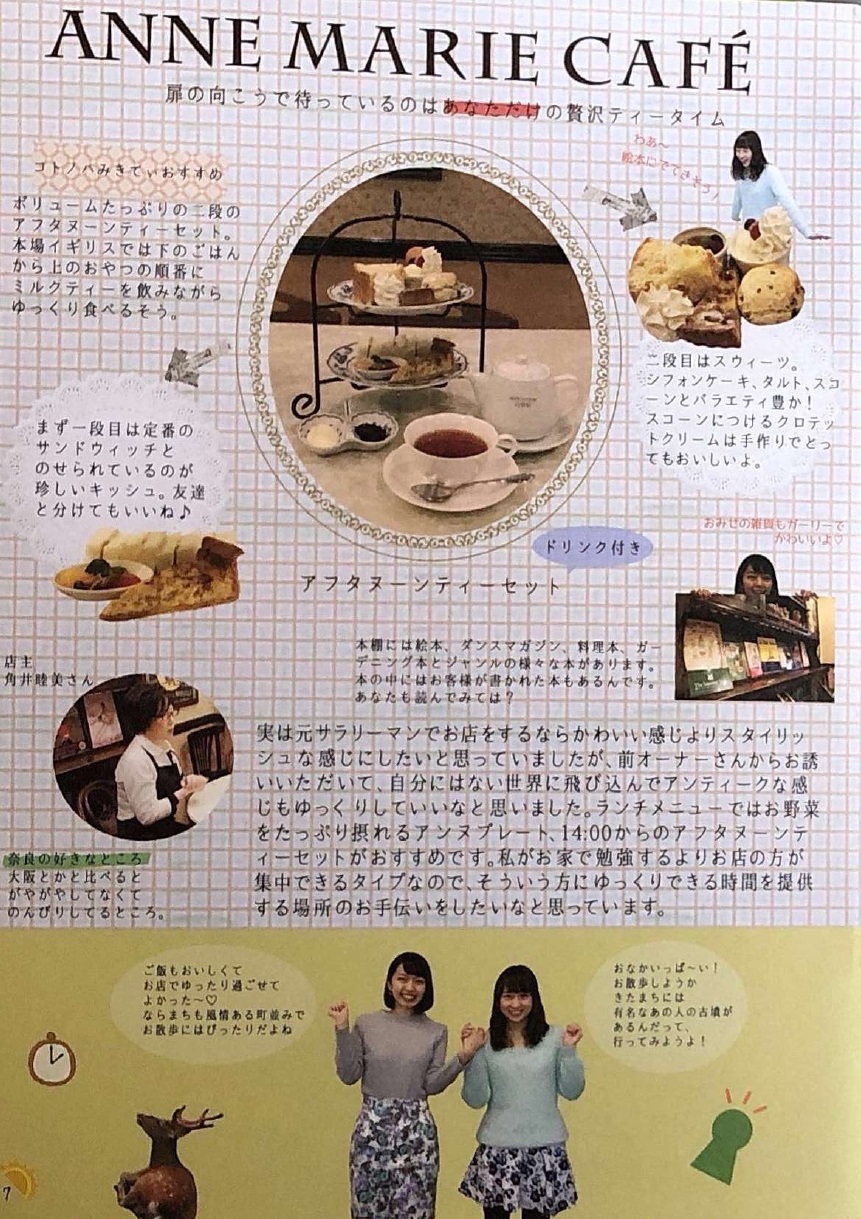 ANNE MARIE CAFÉ
扉の向こうで待っているのはあなただけの贅沢ティータイム
コトノハみきてぃおすすめ
ボリュームたっぷりの二段の
アフタヌーンティーセット。
本場イギリスでは下のごはん
から上のおやつの順番に
ミルクティーを飲みながら
ゆっくり食べるそう。
わあ〜
絵本にでてきそう！
二段目はスウィーツ。
シフォンケーキ、タルト、スコ
ーンとバラエティ豊か！
スコーンにつけるクロテッ
トクリームは手作りでとっ
てもおいしいよ。
まず一段目は定番の
サンドウィッチと
のせられているのが
珍しいキッシュ。友達
と分けてもいいね♪
ドリンク付き
アフタヌーンティーセット
おみせの雑貨もガーリーで
かわいいよ♡
本棚には絵本、ダンスマガジン、料理本、ガー
デニング本とジャンルの様々な本があります。
本の中にはお客様が書かれた本もあるんです。
あなたも読んでみては？
店主
角井睦美さん
実は元サラリーマンでお店をするならかわいい感じよりスタイリッ
シュな感じにしたいと思っていましたが、前オーナーさんからお誘
いいただいて、自分にはない世界に飛び込んでアンティークな感
じもゆっくりしていいなと思いました。ランチメニューではお野菜
をたっぷり摂れるアンヌプレート、14:00からのアフタヌーンテ
ィーセットがおすすめです。私がお家で勉強するよりお店の方が
集中できるタイプなので、そういう方にゆっくりできる時間を提供
する場所のお手伝いをしたいなと思っています。
奈良の好きなところ
大阪とかと比べると
がやがやしてなくて
のんびりしてるところ。
ご飯もおいしくて
お店でゆったり過ごせて
よかった〜♡
ならまちも風情ある町並みで
お散歩にはぴったりだよね
おなかいっぱ〜い！
お散歩しようか
きたまちには
有名なあの人の古墳が
あるんだって、
行ってみようよ！
7